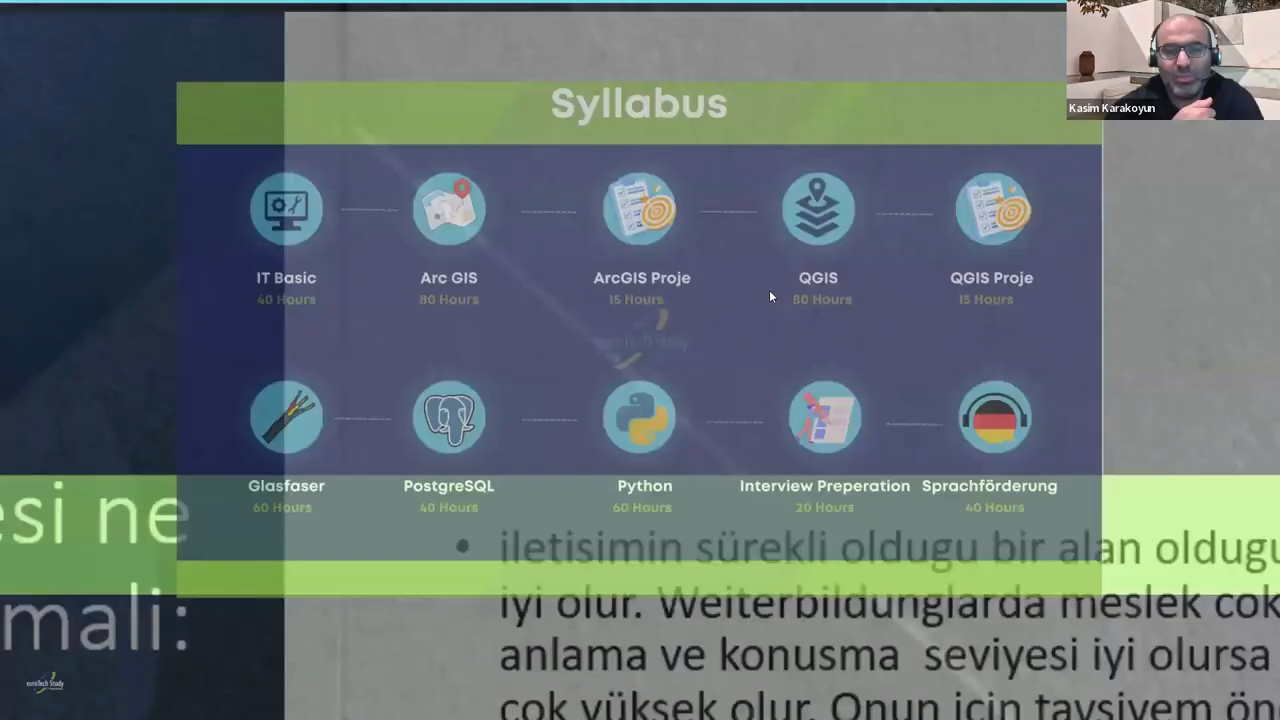 Syllabus
Kasim Karakoyun
IT Basic
40 Hours
Arc GIS
80 Hours
ArcGIS Proje
15 Hours
QGIS
80 Hours
QGIS Proje
15 Hours
Glasfaser
60 Hours
PostgreSQL
40 Hours
Python
60 Hours
Interview Preperation
20 Hours
Sprachförderung
40 Hours
esi ne
mali:
• iletisimin sürekli oldugu bir alan oldugu
iyi olur. Weiterbildunglarda meslek cok
anlama ve konusma seviyesi iyi olursa
cok yüksek olur. Onun icin tavsiyem ön
euroTech Study